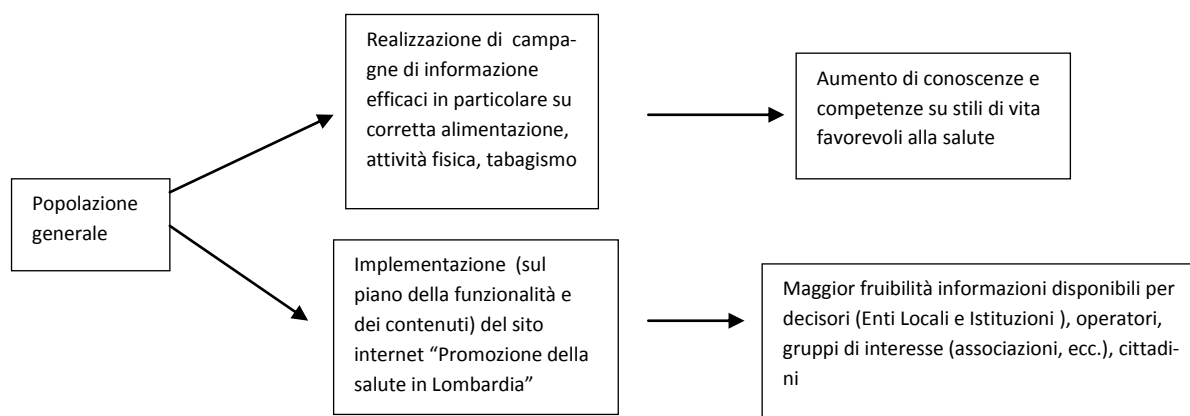 Popolazione
generale
Realizzazione di campa-
gne di informazione
efficaci in particolare su
corretta alimentazione,
attività fisica, tabagismo
Aumento di conoscenze e
competenze su stili di vita
favorevoli alla salute
Implementazione (sul
piano della funzionalità e
dei contenuti) del sito
internet “Promozione della
salute in Lombardia”
Maggior fruibilità informazioni disponibili per
decisori (Enti Locali e Istituzioni ), operatori,
gruppi di interesse (associazioni, ecc.), cittadi-
ni